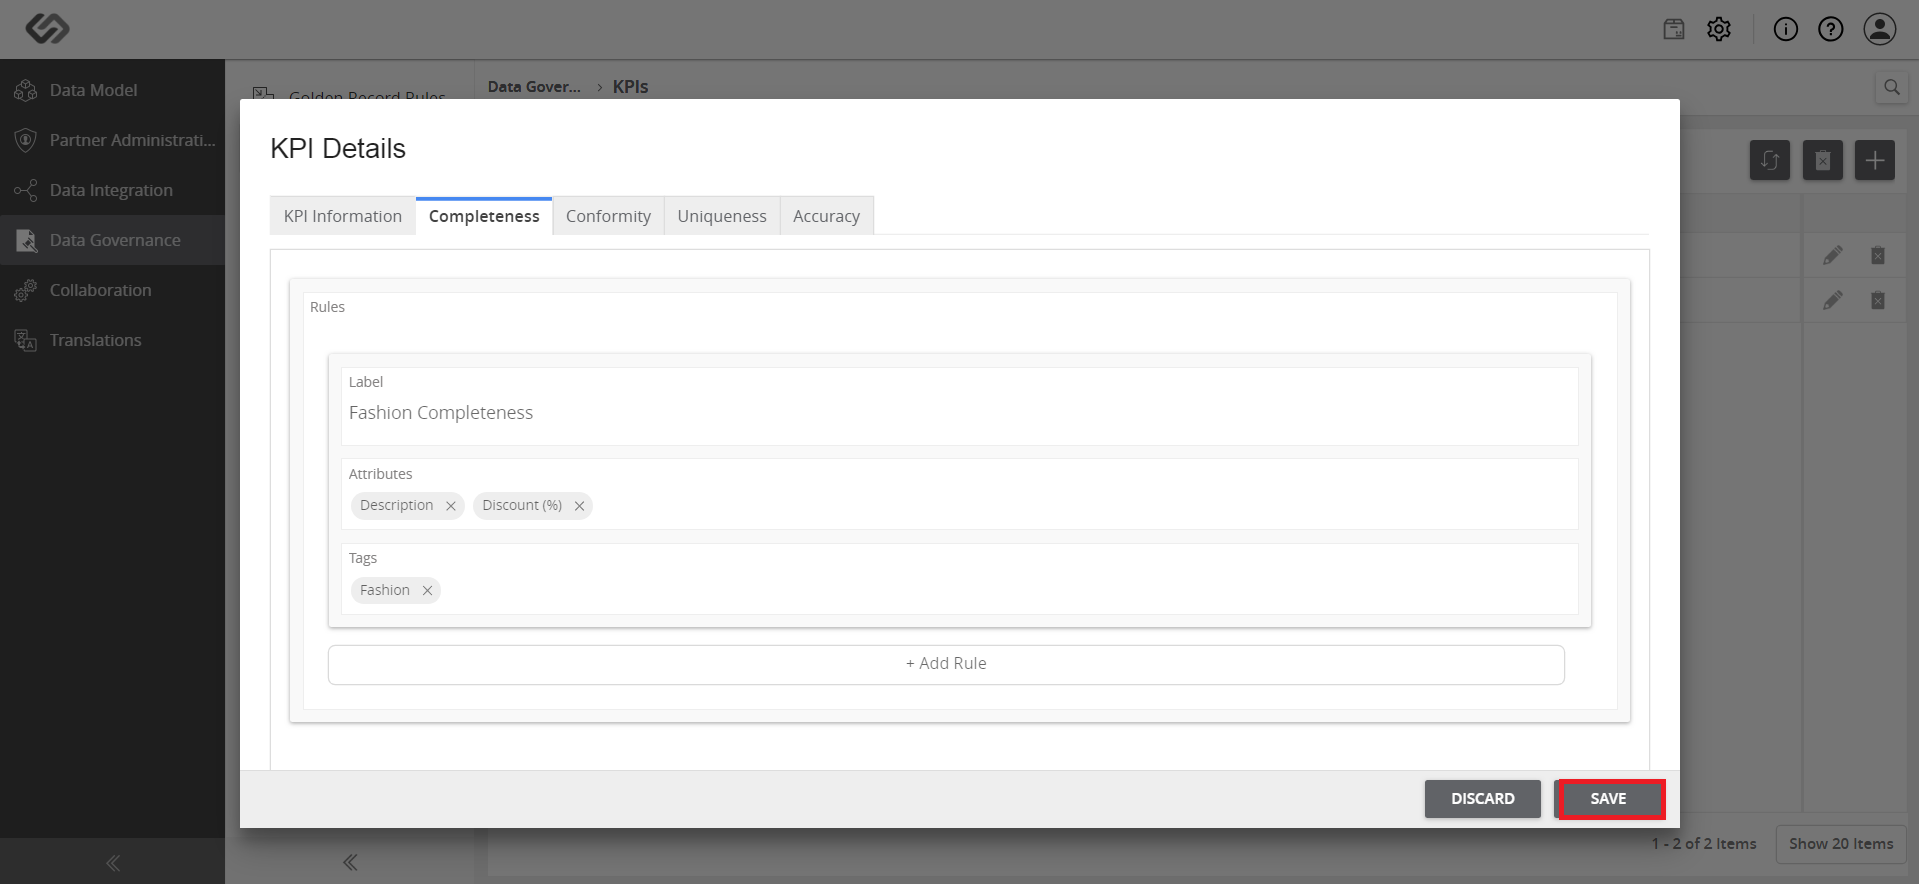 Data Model
Partner Administrati...
Data Integration
Data Governance
Collaboration
Translations
Golden Record Rules
Data Gover... › KPIs
KPI Details
KPI Information
Completeness
Conformity
Uniqueness
Accuracy
Rules
Label
Fashion Completeness
Attributes
Description
Discount (%)
Tags
Fashion
+ Add Rule
DISCARD
SAVE
1 - 2 of 2 Items
Show 20 Items